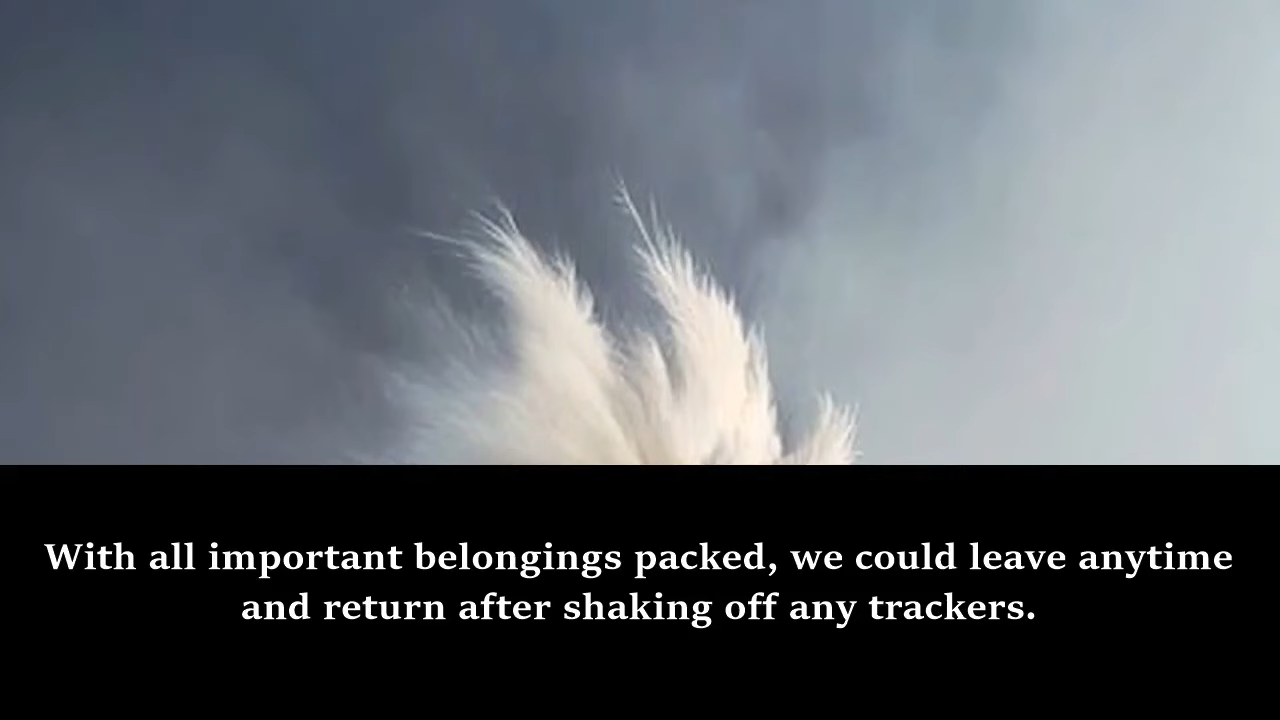 With all important belongings packed, we could leave anytime
and return after shaking off any trackers.